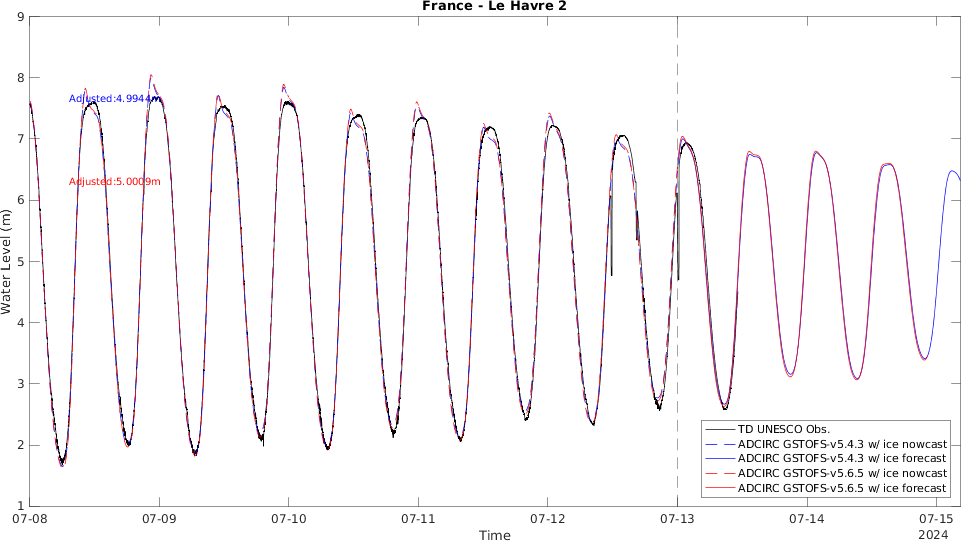 France - Le Havre 2
9
8
7
6
5
4
3
2
1
Water Level (m)
Adjusted:4.9944
Adjusted:5.0009m
TD UNESCO Obs.
ADCIRC GSTOFS-v5.4.3 w/ ice nowcast
ADCIRC GSTOFS-v5.4.3 w/ ice forecast
ADCIRC GSTOFS-v5.6.5 w/ ice nowcast
ADCIRC GSTOFS-v5.6.5 w/ ice forecast
07-08 07-09 07-10 07-11 07-12 07-13 07-14 07-15
2024
Time